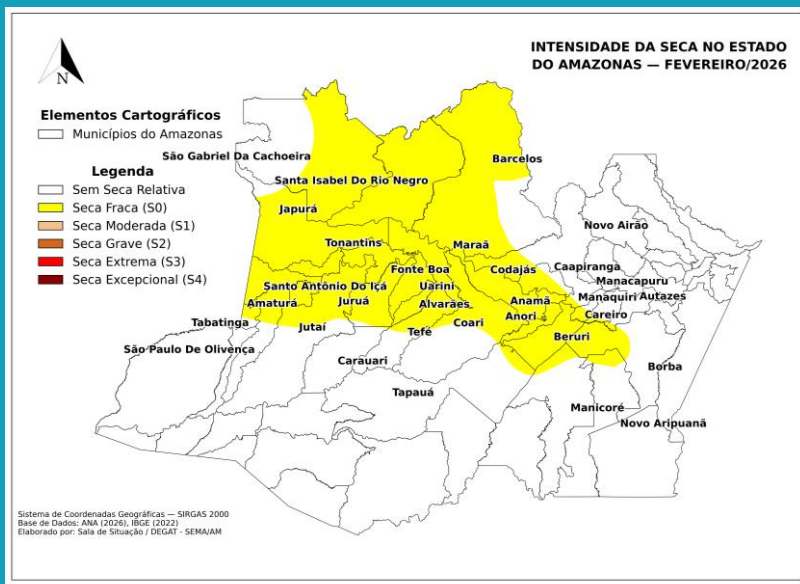 INTENSIDADE DA SECA NO ESTADO
DO AMAZONAS — FEVEREIRO/2026
N
Elementos Cartográficos
Municípios do Amazonas
Legenda
Sem Seca Relativa
Seca Fraca (S0)
Seca Moderada (S1)
Seca Grave (S2)
Seca Extrema (S3)
Seca Excepcional (S4)
São Gabriel Da Cachoeira
Barcelos
Santa Isabel Do Rio Negro
Japurá
Novo Airão
Tonantins
Maraã
Fonte Boa
Codajás
Caapiranga
Manacapuru
Santo Antônio Do Içá
Uarini
Amaturá
Juruá
Alvarães
Anamã
Manaquiri
Autazes
Anori
Careiro
Tabatinga
Jutaí
Tefé
Coari
Beruri
São Paulo De Olivença
Carauari
Borba
Tapauá
Manicoré
Novo Aripuanã
Sistema de Coordenadas Geográficas — SIRGAS 2000
Base de Dados: ANA (2026), IBGE (2022)
Elaborado por: Sala de Situação / DEGAT - SEMA/AM